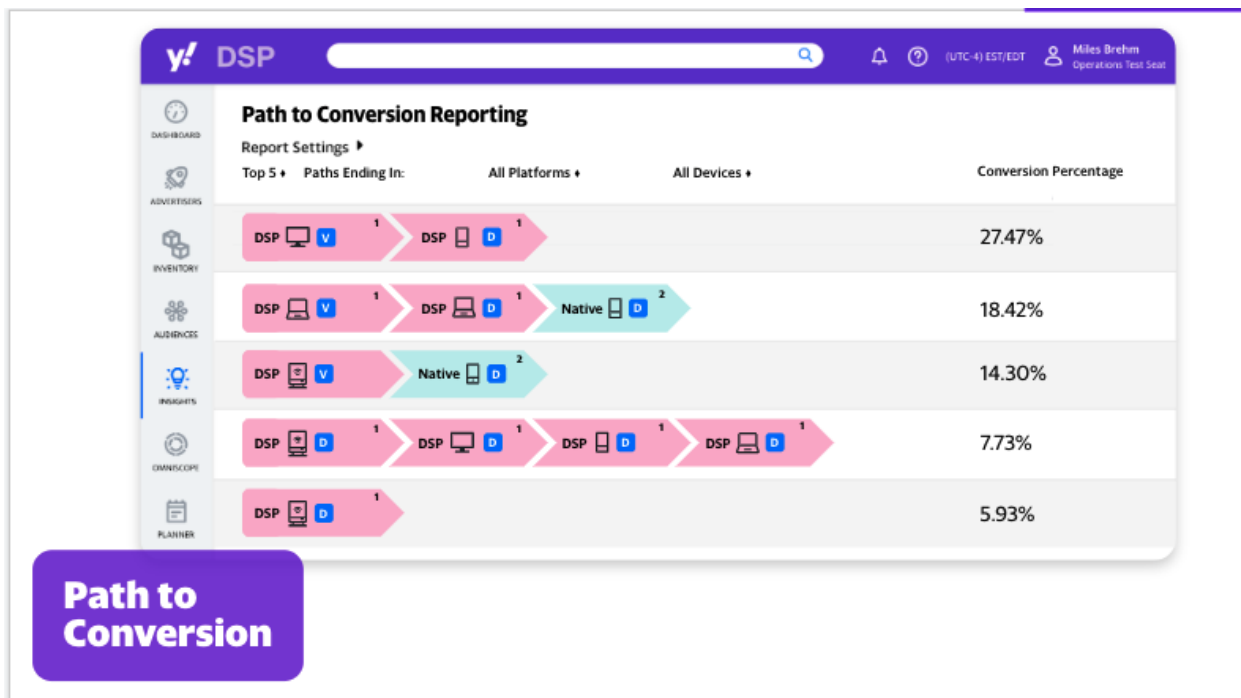 y! DSP
(UTC-4) EST/EDT
Miles Brehm
Operations Test Seat
DASHBOARD
ADVERTISERS
INVENTORY
AUDIENCES
INSIGHTS
OMNISCOPE
PLANNER
Path to Conversion Reporting
Report Settings
Top 5 Paths Ending In: All Platforms All Devices Conversion Percentage
DSP V 1 DSP D 1 27.47%
DSP V 1 DSP D 1 Native D 2 18.42%
DSP V Native D 2 14.30%
DSP D 1 DSP D 1 DSP D 1 DSP D 1 7.73%
DSP D 1 5.93%
Path to
Conversion